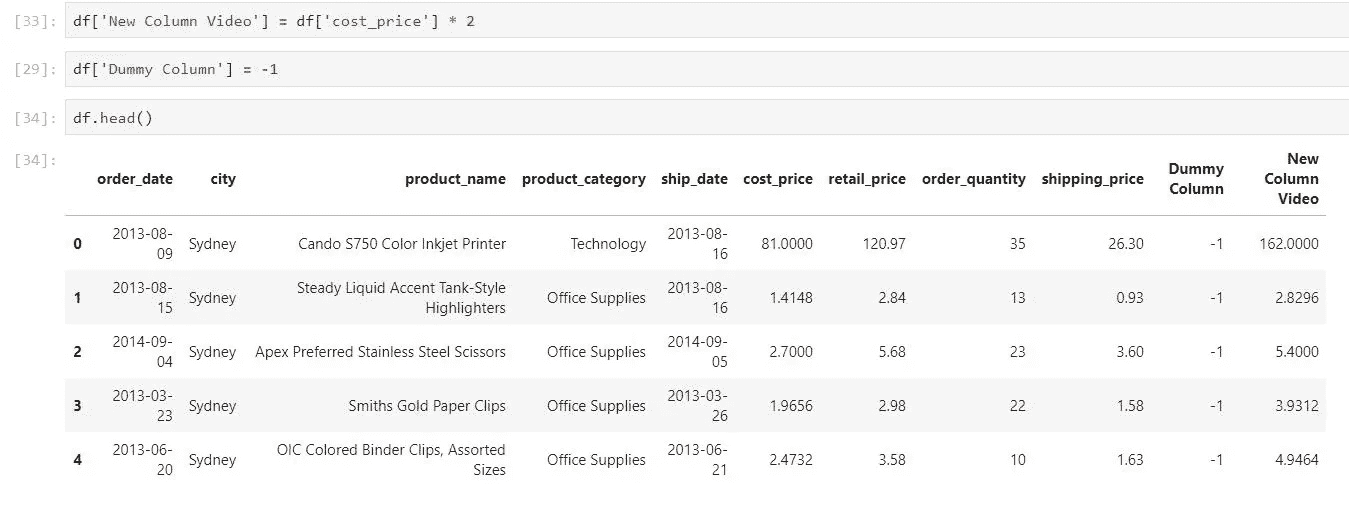 [33]: df['New Column Video'] = df['cost_price'] * 2
[29]: df['Dummy Column'] = -1
[34]: df.head()
[34]:
order_date city product_name product_category ship_date cost_price retail_price order_quantity shipping_price Dummy Column New Column Video
0 2013-08-09 Sydney Cando S750 Color Inkjet Printer Technology 2013-08-16 81.0000 120.97 35 26.30 -1 162.0000
1 2013-08-15 Sydney Steady Liquid Accent Tank-Style Highlighters Office Supplies 2013-08-16 1.4148 2.84 13 0.93 -1 2.8296
2 2014-09-04 Sydney Apex Preferred Stainless Steel Scissors Office Supplies 2014-09-05 2.7000 5.68 23 3.60 -1 5.4000
3 2013-03-23 Sydney Smiths Gold Paper Clips Office Supplies 2013-03-26 1.9656 2.98 22 1.58 -1 3.9312
4 2013-06-20 Sydney OIC Colored Binder Clips, Assorted Sizes Office Supplies 2013-06-21 2.4732 3.58 10 1.63 -1 4.9464